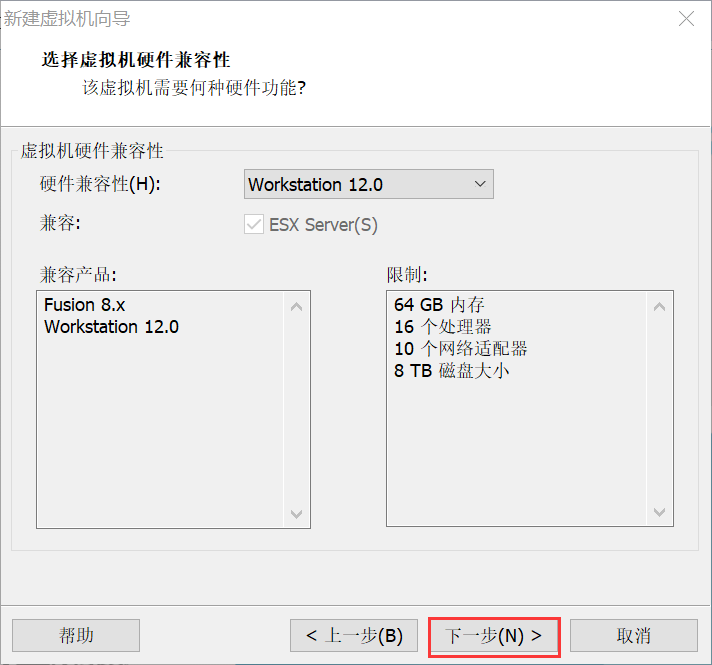 新建虚拟机向导
选择虚拟机硬件兼容性
该虚拟机需要何种硬件功能?
虚拟机硬件兼容性
硬件兼容性(H):
Workstation 12.0
兼容:
ESX Server(S)
兼容产品:
Fusion 8.x
Workstation 12.0
限制:
64 GB 内存
16 个处理器
10 个网络适配器
8 TB 磁盘大小
帮助
< 上一步(B)
下一步(N) >
取消